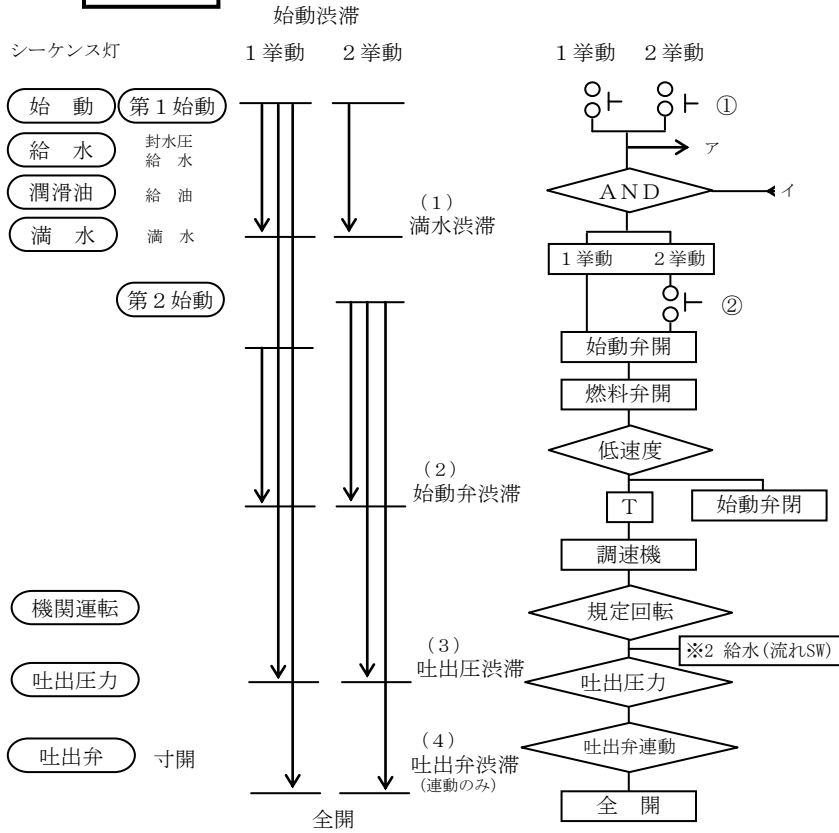 始動渋滞
シーケンス灯
1挙動 2挙動
1挙動 2挙動
始 動
第1始動
①
給 水
封水圧
給 水
ア
潤滑油
給 油
AND
イ
(1)
満水渋滞
満 水
満 水
1挙動 2挙動
第2始動
②
始動弁開
燃料弁開
低速度
(2)
始動弁渋滞
T
始動弁閉
調速機
機関運転
規定回転
※2 給水(流れSW)
(3)
吐出圧渋滞
吐出圧力
吐出圧力
吐出弁
寸開
(4)
吐出弁渋滞
(連動のみ)
吐出弁連動
全開
全 開